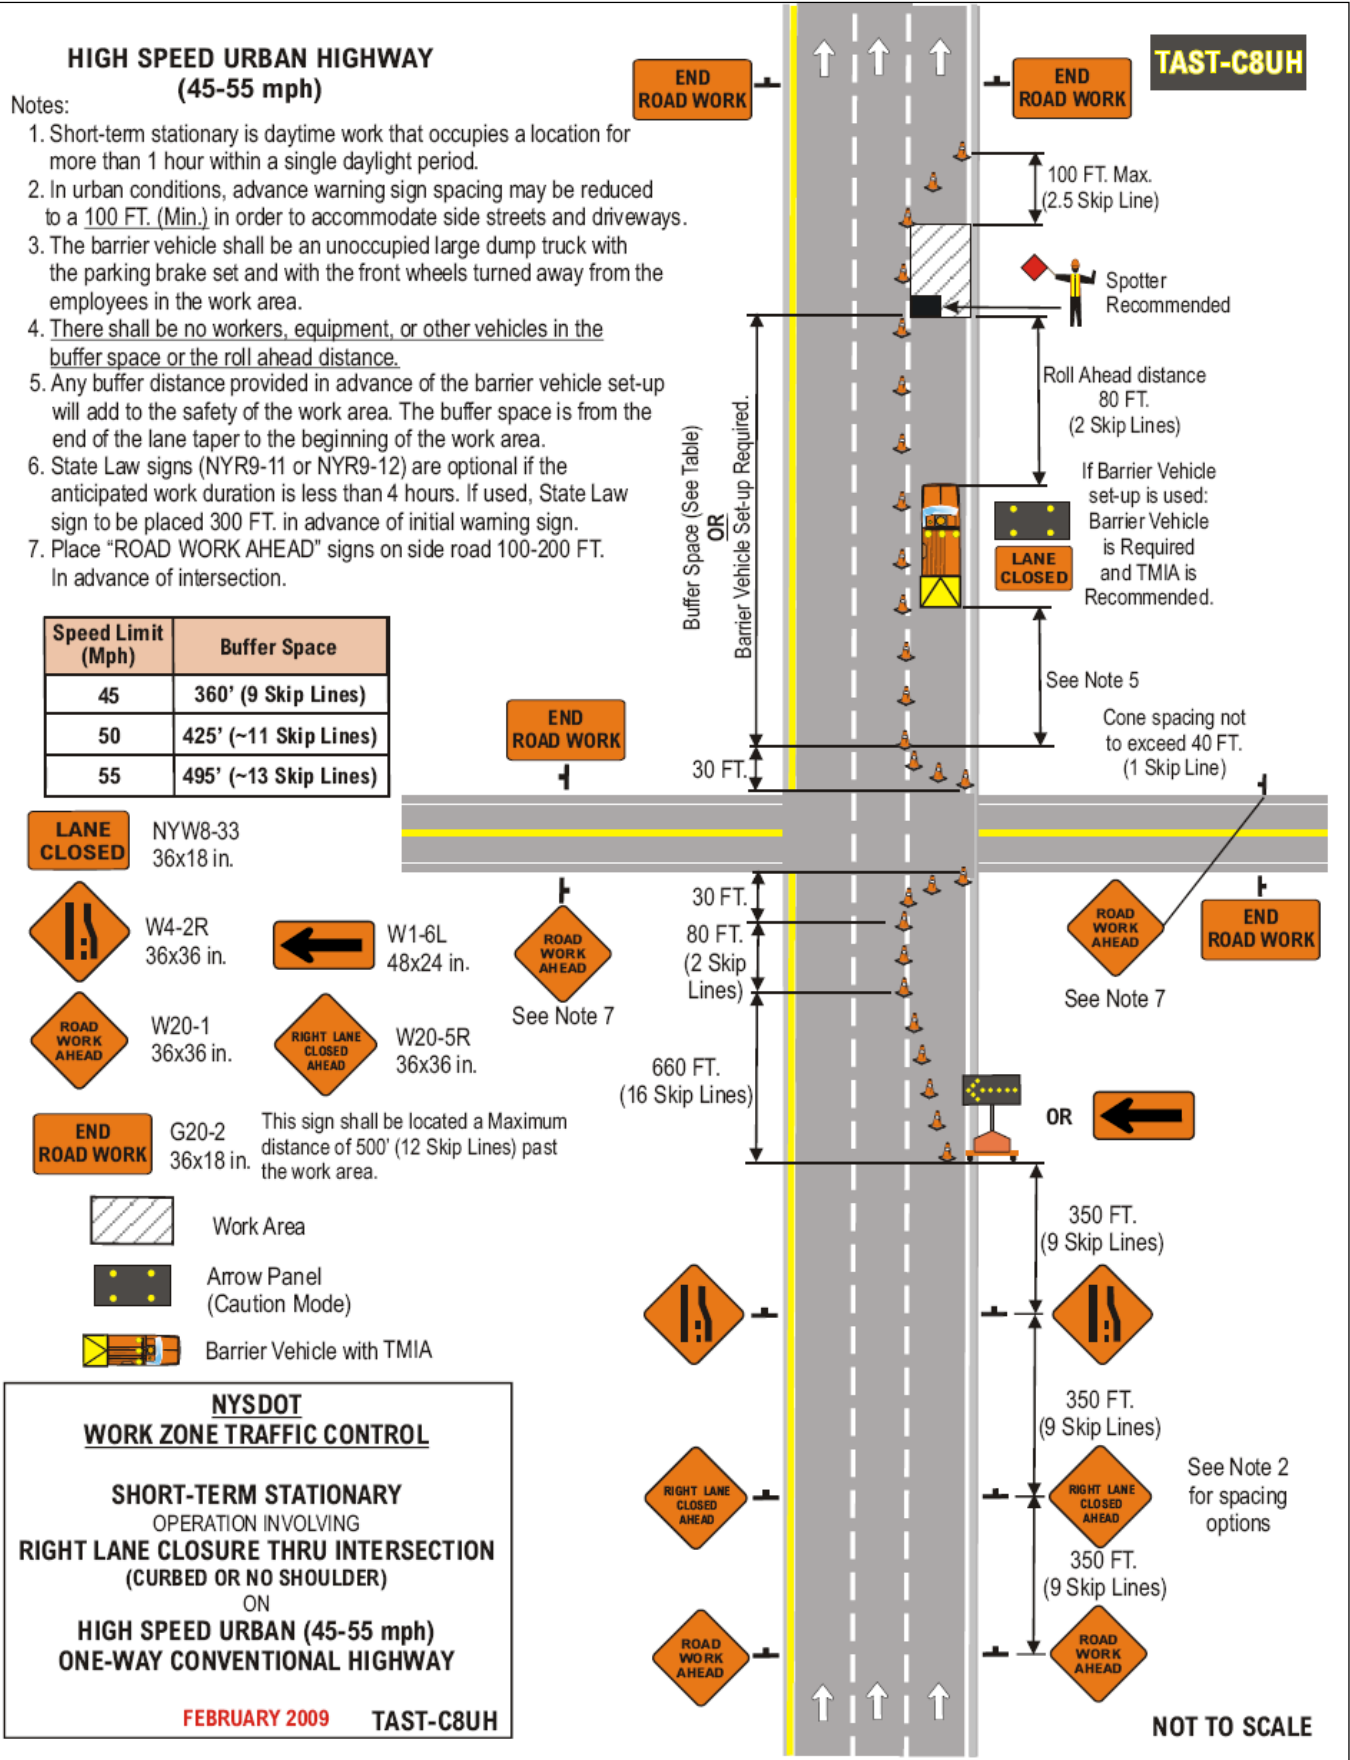 HIGH SPEED URBAN HIGHWAY
(45-55 mph)
Notes:
1. Short-term stationary is daytime work that occupies a location for
more than 1 hour within a single daylight period.
2. In urban conditions, advance warning sign spacing may be reduced
to a 100 FT. (Min.) in order to accommodate side streets and driveways.
3. The barrier vehicle shall be an unoccupied large dump truck with
the parking brake set and with the front wheels turned away from the
employees in the work area.
4. There shall be no workers, equipment, or other vehicles in the
buffer space or the roll ahead distance.
5. Any buffer distance provided in advance of the barrier vehicle set-up
will add to the safety of the work area. The buffer space is from the
end of the lane taper to the beginning of the work area.
6. State Law signs (NYR9-11 or NYR9-12) are optional if the
anticipated work duration is less than 4 hours. If used, State Law
sign to be placed 300 FT. in advance of initial warning sign.
7. Place “ROAD WORK AHEAD” signs on side road 100-200 FT.
In advance of intersection.
Speed Limit
(Mph)
Buffer Space
45
360’ (9 Skip Lines)
50
425’ (~11 Skip Lines)
55
495’ (~13 Skip Lines)
LANE
CLOSED
NYW8-33
36x18 in.
W4-2R
36x36 in.
W1-6L
48x24 in.
ROAD
WORK
AHEAD
W20-1
36x36 in.
RIGHT LANE
CLOSED
AHEAD
W20-5R
36x36 in.
END
ROAD WORK
G20-2
36x18 in.
This sign shall be located a Maximum
distance of 500’ (12 Skip Lines) past
the work area.
Work Area
Arrow Panel
(Caution Mode)
Barrier Vehicle with TMIA
NYSDOT
WORK ZONE TRAFFIC CONTROL
SHORT-TERM STATIONARY
OPERATION INVOLVING
RIGHT LANE CLOSURE THRU INTERSECTION
(CURBED OR NO SHOULDER)
ON
HIGH SPEED URBAN (45-55 mph)
ONE-WAY CONVENTIONAL HIGHWAY
FEBRUARY 2009
TAST-C8UH
END
ROAD WORK
END
ROAD WORK
TAST-C8UH
100 FT. Max.
(2.5 Skip Line)
Spotter
Recommended
Roll Ahead distance
80 FT.
(2 Skip Lines)
Buffer Space (See Table)
OR
Barrier Vehicle Set-up Required.
If Barrier Vehicle
set-up is used:
Barrier Vehicle
is Required
and TMIA is
Recommended.
LANE
CLOSED
See Note 5
Cone spacing not
to exceed 40 FT.
(1 Skip Line)
END
ROAD WORK
30 FT.
30 FT.
80 FT.
(2 Skip
Lines)
ROAD
WORK
AHEAD
See Note 7
ROAD
WORK
AHEAD
See Note 7
END
ROAD WORK
660 FT.
(16 Skip Lines)
OR
350 FT.
(9 Skip Lines)
350 FT.
(9 Skip Lines)
RIGHT LANE
CLOSED
AHEAD
RIGHT LANE
CLOSED
AHEAD
See Note 2
for spacing
options
350 FT.
(9 Skip Lines)
ROAD
WORK
AHEAD
ROAD
WORK
AHEAD
NOT TO SCALE